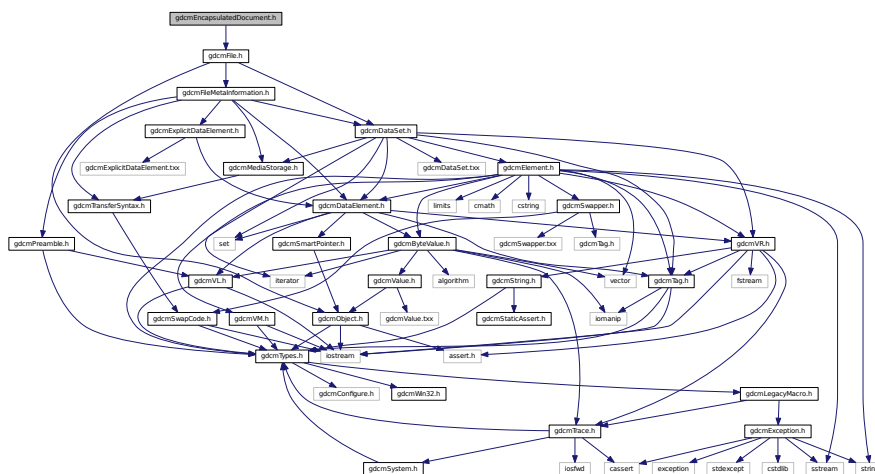 gdcmEncapsulatedDocument.h
gdcmFile.h
gdcmFileMetaInformation.h
gdcmExplicitDataElement.h
gdcmDataSet.h
gdcmExplicitDataElement.txx
gdcmMediaStorage.h
gdcmDataSet.txx
gdcmElement.h
gdcmTransferSyntax.h
gdcmDataElement.h
limits
cmath
cstring
gdcmSwapper.h
gdcmPreamble.h
set
gdcmSmartPointer.h
gdcmByteValue.h
gdcmSwapper.txx
gdcmTag.h
gdcmVR.h
gdcmVL.h
iterator
gdcmValue.h
algorithm
gdcmString.h
vector
gdcmTag.h
fstream
gdcmSwapCode.h
gdcmVM.h
gdcmObject.h
gdcmValue.txx
gdcmStaticAssert.h
iomanip
gdcmTypes.h
iostream
assert.h
gdcmConfigure.h
gdcmWin32.h
gdcmLegacyMacro.h
gdcmTrace.h
gdcmException.h
gdcmSystem.h
iosfwd
cassert
exception
stdexcept
cstdlib
sstream
strin